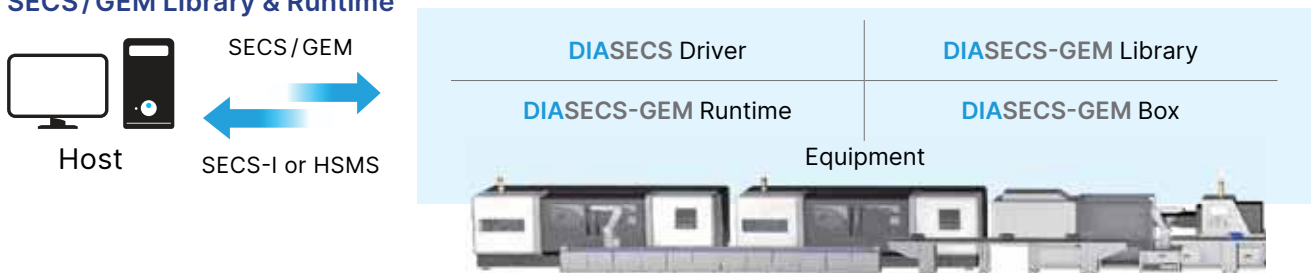 SECS/GEM Library & Runtime
SECS/GEM
SECS-I or HSMS
Host
DIASECS Driver
DIASECS-GEM Library
DIASECS-GEM Runtime
DIASECS-GEM Box
Equipment